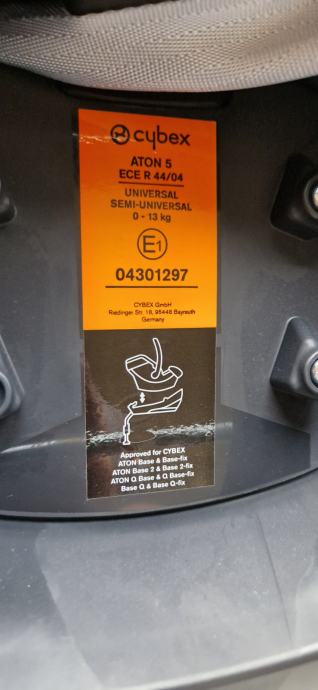 cybex
ATON 5
ECE R 44/04
UNIVERSAL
SEMI-UNIVERSAL
0 - 13 kg
E1
04301297
CYBEX GmbH
Riedinger Str. 18, 95448 Bayreuth
Germany
Approved for CYBEX
ATON Base & Base-fix
ATON Base 2 & Base 2-fix
ATON Q Base & Q Base-fix
Base Q & Base Q-fix